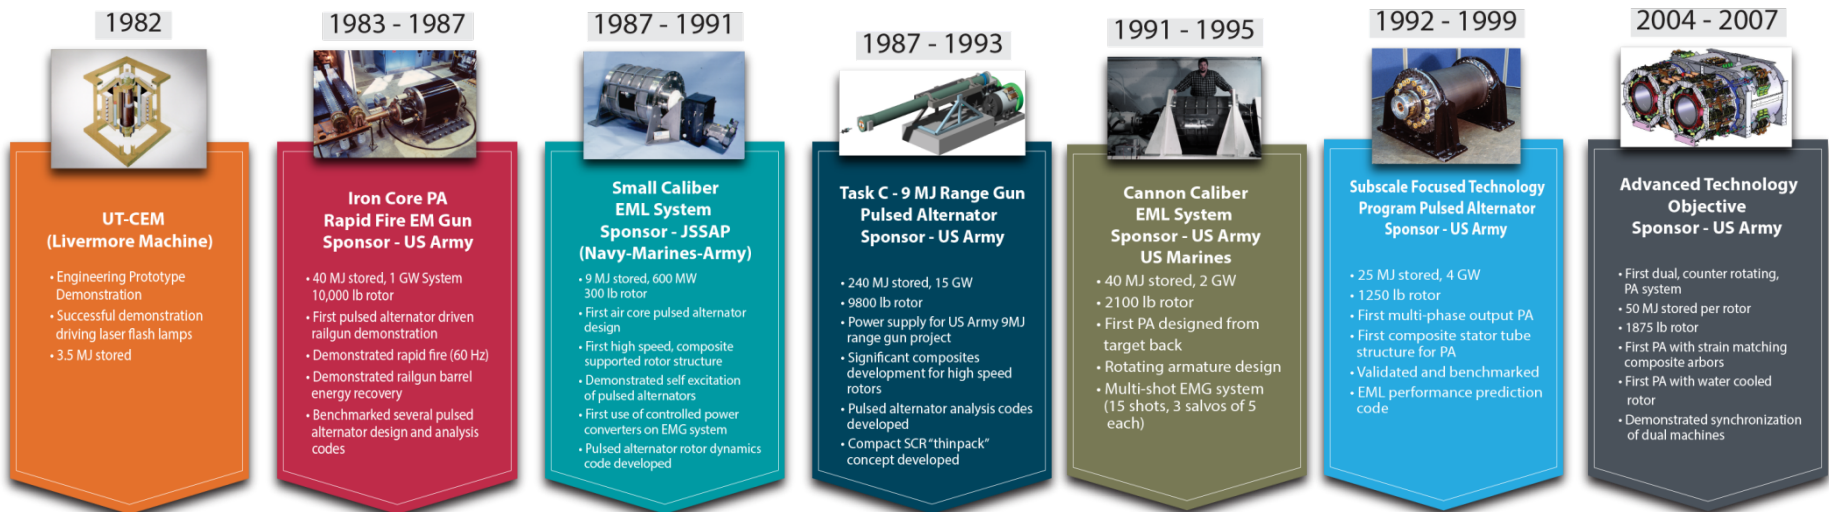 1982
UT-CEM
(Livermore Machine)
• Engineering Prototype
Demonstration
• Successful demonstration
driving laser flash lamps
• 3.5 MJ stored
1983 - 1987
Iron Core PA
Rapid Fire EM Gun
Sponsor - US Army
• 40 MJ stored, 1 GW System
10,000 lb rotor
• First pulsed alternator driven
railgun demonstration
• Demonstrated rapid fire (60 Hz)
• Demonstrated railgun barrel
energy recovery
• Benchmarked several pulsed
alternator design and analysis
codes
1987 - 1991
Small Caliber
EML System
Sponsor - JSSAP
(Navy-Marines-Army)
• 9 MJ stored, 600 MW
300 lb rotor
• First air core pulsed alternator
design
• First high speed, composite
supported rotor structure
• Demonstrated self excitation
of pulsed alternators
• First use of controlled power
converters on EMG system
• Pulsed alternator rotor dynamics
code developed
1987 - 1993
Task C - 9 MJ Range Gun
Pulsed Alternator
Sponsor - US Army
• 240 MJ stored, 15 GW
• 9800 lb rotor
• Power supply for US Army 9MJ
range gun project
• Significant composites
development for high speed
rotors
• Pulsed alternator analysis codes
developed
• Compact SCR "thinpack"
concept developed
1991 - 1995
Cannon Caliber
EML System
Sponsor - US Army
US Marines
• 40 MJ stored, 2 GW
• 2100 lb rotor
• First PA designed from
target back
• Rotating armature design
• Multi-shot EMG system
(15 shots, 3 salvos of 5
each)
1992 - 1999
Subscale Focused Technology
Program Pulsed Alternator
Sponsor - US Army
• 25 MJ stored, 4 GW
• 1250 lb rotor
• First multi-phase output PA
• First composite stator tube
structure for PA
• Validated and benchmarked
• EML performance prediction
code
2004 - 2007
Advanced Technology
Objective
Sponsor - US Army
• First dual, counter rotating,
PA system
• 50 MJ stored per rotor
• 1875 lb rotor
• First PA with strain matching
composite arbors
• First PA with water cooled
rotor
• Demonstrated synchronization
of dual machines